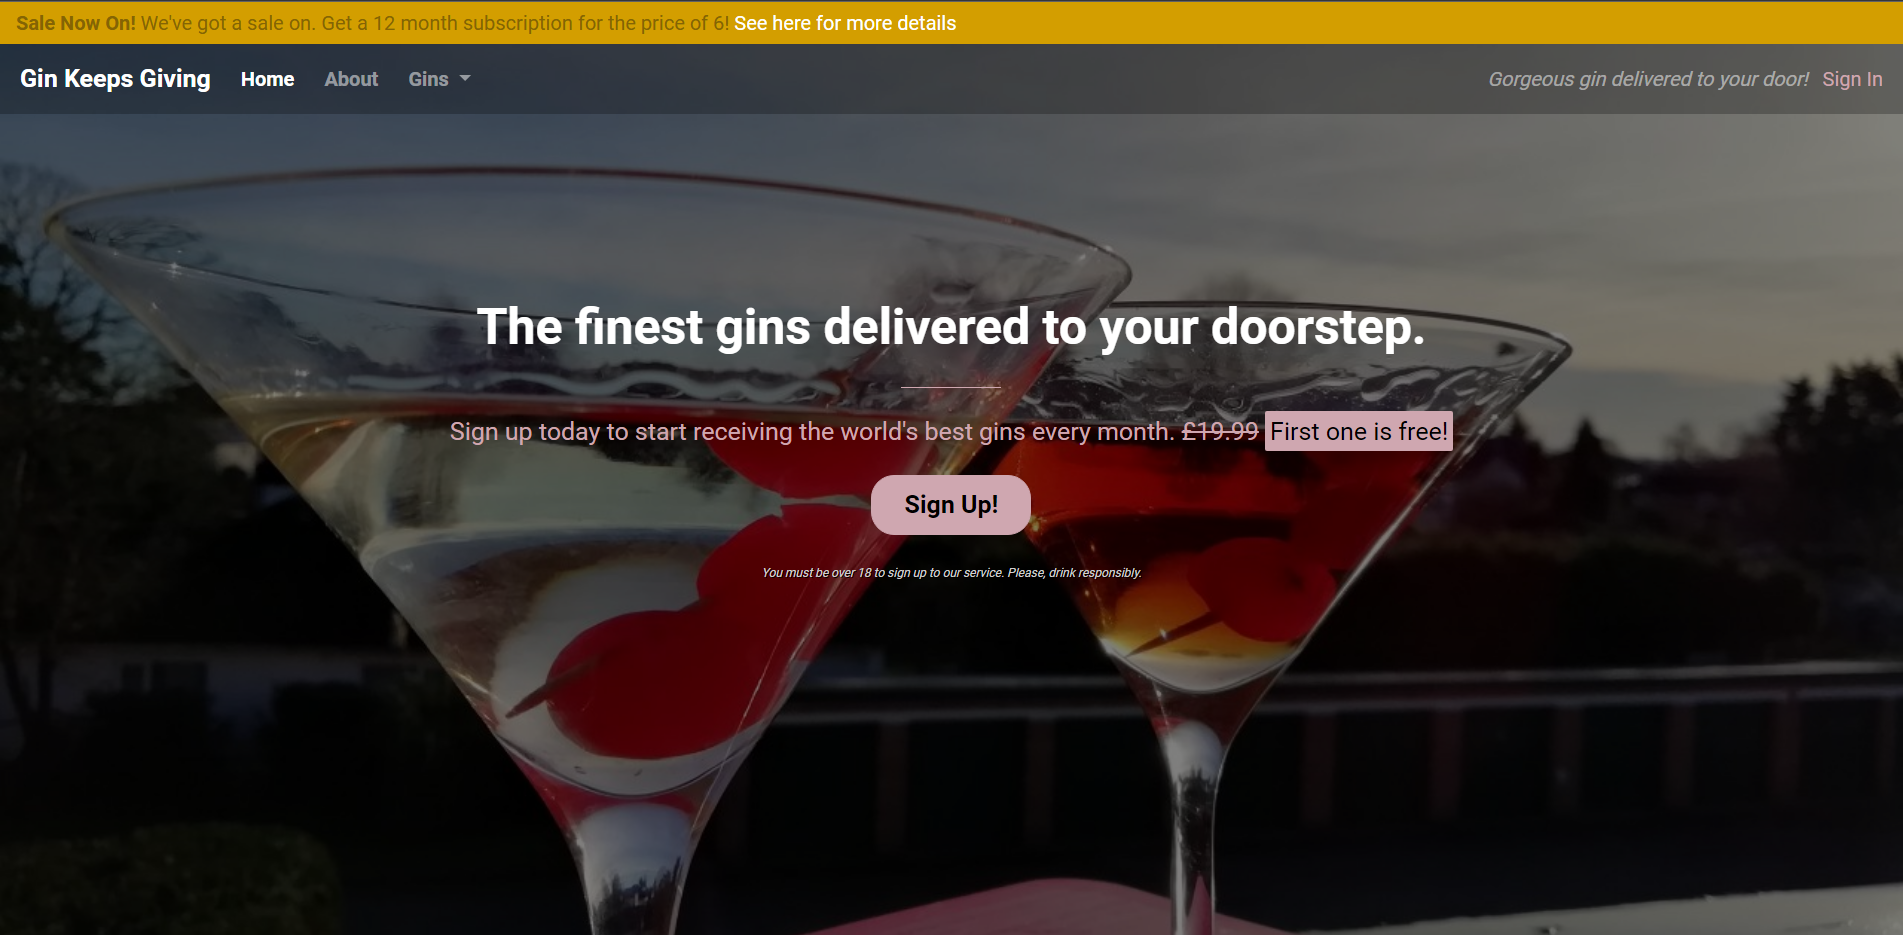 Sale Now On! We've got a sale on. Get a 12 month subscription for the price of 6! See here for more details
Gin Keeps Giving Home About Gins Gorgeous gin delivered to your door! Sign In
The finest gins delivered to your doorstep.
Sign up today to start receiving the world's best gins every month. £19.99 First one is free!
Sign Up!
You must be over 18 to sign up to our service. Please, drink responsibly.